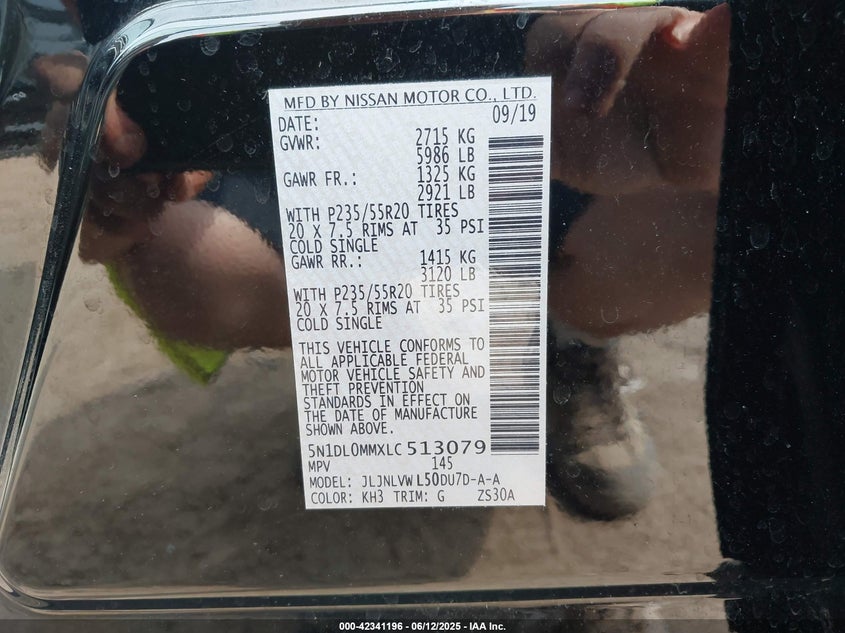 MFD BY NISSAN MOTOR CO., LTD.
DATE: 09/19
GVWR: 2715 KG
5986 LB
GAWR FR.: 1325 KG
2921 LB
WITH P235/55R20 TIRES
20 X 7.5 RIMS AT 35 PSI
COLD SINGLE
GAWR RR.: 1415 KG
3120 LB
WITH P235/55R20 TIRES
20 X 7.5 RIMS AT 35 PSI
COLD SINGLE
THIS VEHICLE CONFORMS TO
ALL APPLICABLE FEDERAL
MOTOR VEHICLE SAFETY AND
THEFT PREVENTION
STANDARDS IN EFFECT ON
THE DATE OF MANUFACTURE
SHOWN ABOVE.
5N1DL0MMXLC513079
MPV 145
MODEL: JLJNLVWL50DU7D-A-A
COLOR: KH3 TRIM: G ZS30A
000-42341196 - 06/12/2025 - IAA Inc.